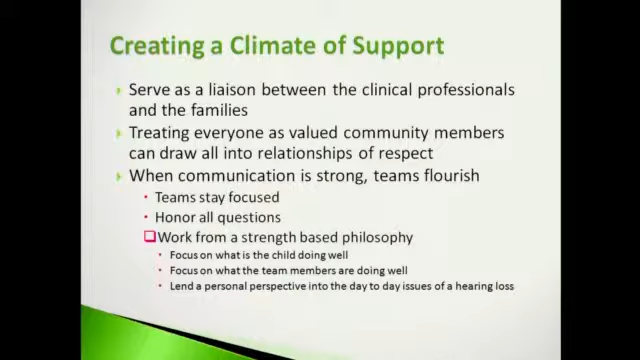 Creating a Climate of Support
Serve as a liaison between the clinical professionals
and the families
Treating everyone as valued community members
can draw all into relationships of respect
When communication is strong, teams flourish
Teams stay focused
Honor all questions
Work from a strength based philosophy
Focus on what is the child doing well
Focus on what the team members are doing well
Lend a personal perspective into the day to day issues of a hearing loss